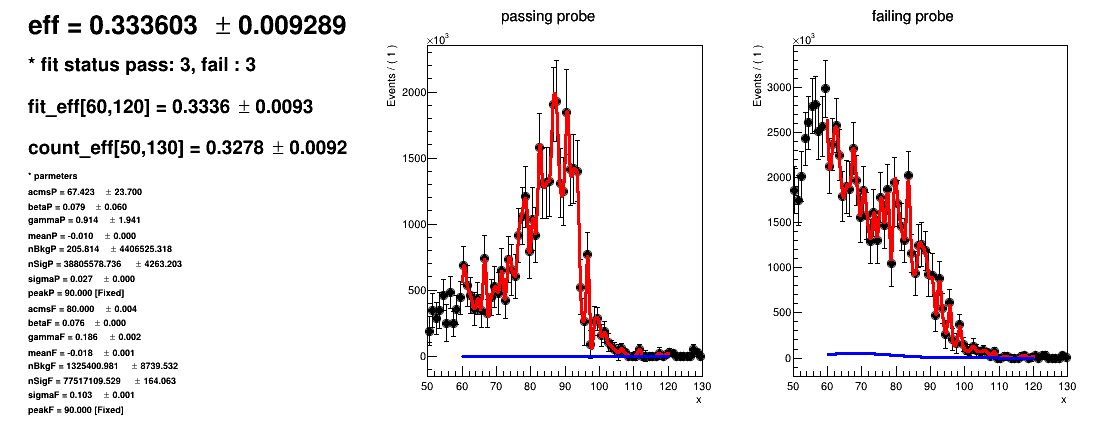 eff = 0.333603 ± 0.009289
* fit status pass: 3, fail : 3
fit_eff[60,120] = 0.3336 ± 0.0093
count_eff[50,130] = 0.3278 ± 0.0092
* parmeters
acmsP = 67.423 ± 23.700
betaP = 0.079 ± 0.060
gammaP = 0.914 ± 1.941
meanP = -0.010 ± 0.000
nBkgP = 205.814 ± 4406525.318
nSigP = 38805578.736 ± 4263.203
sigmaP = 0.027 ± 0.000
peakP = 90.000 [Fixed]
acmsF = 80.000 ± 0.004
betaF = 0.076 ± 0.000
gammaF = 0.186 ± 0.002
meanF = -0.018 ± 0.001
nBkgF = 1325400.981 ± 8739.532
nSigF = 77517109.529 ± 164.063
sigmaF = 0.103 ± 0.001
peakF = 90.000 [Fixed]
passing probe
×10³
Events / ( 1 )
2000
1500
1000
500
0
50 60 70 80 90 100 110 120 130
x
failing probe
×10³
Events / ( 1 )
3000
2500
2000
1500
1000
500
0
50 60 70 80 90 100 110 120 130
x